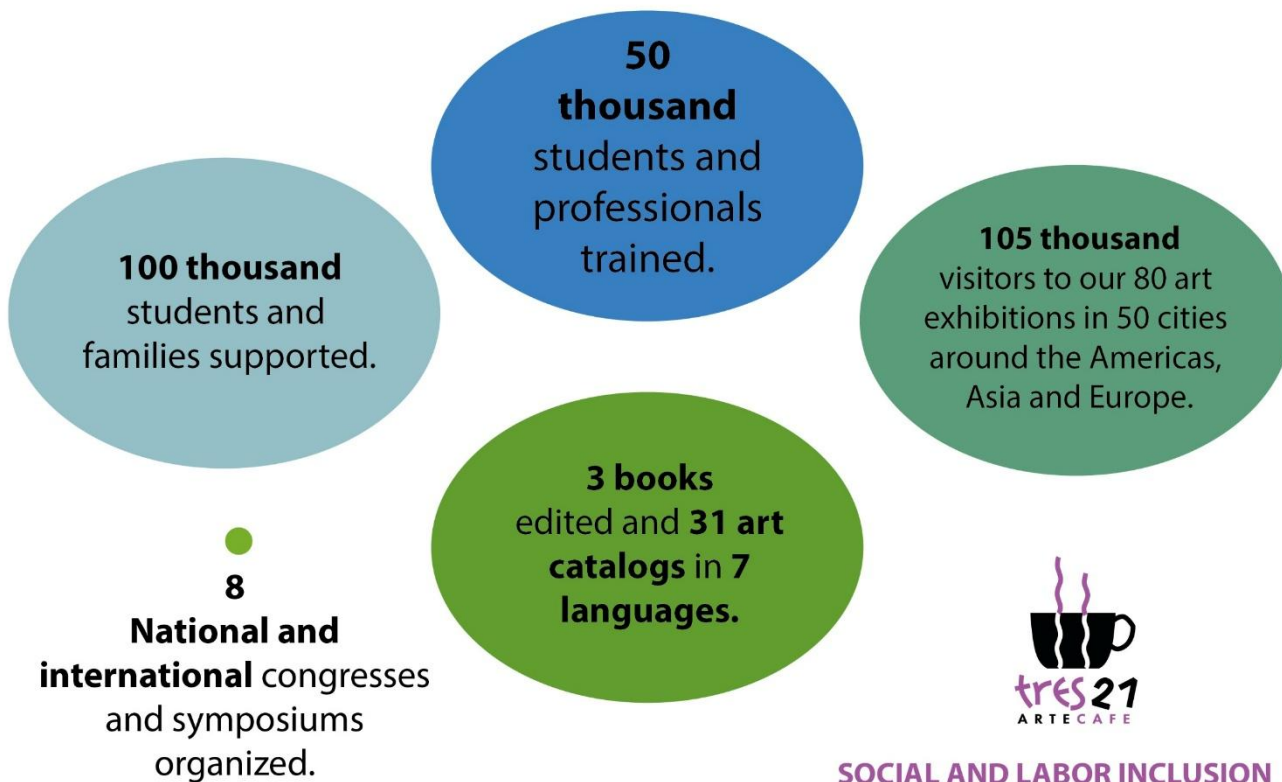 50
thousand
students and
professionals
trained.
100 thousand
students and
families supported.
105 thousand
visitors to our 80 art
exhibitions in 50 cities
around the Americas,
Asia and Europe.
3 books
edited and 31 art
catalogs in 7
languages.
8
National and
international congresses
and symposiums
organized.
tres 21
ARTECAFE
SOCIAL AND LABOR INCLUSION